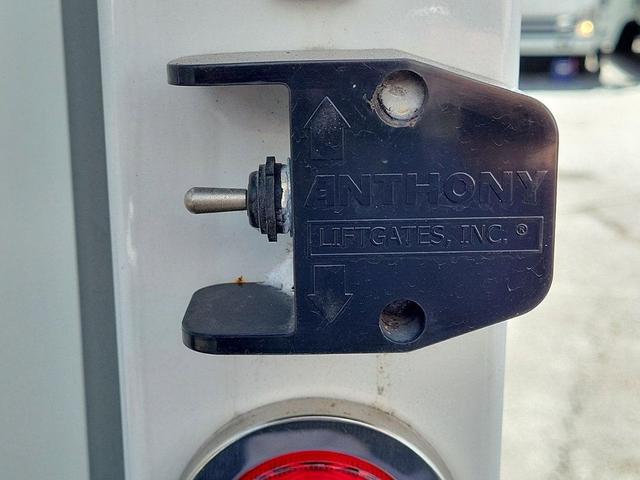 ANTHONY
LIFTGATES, INC. ®